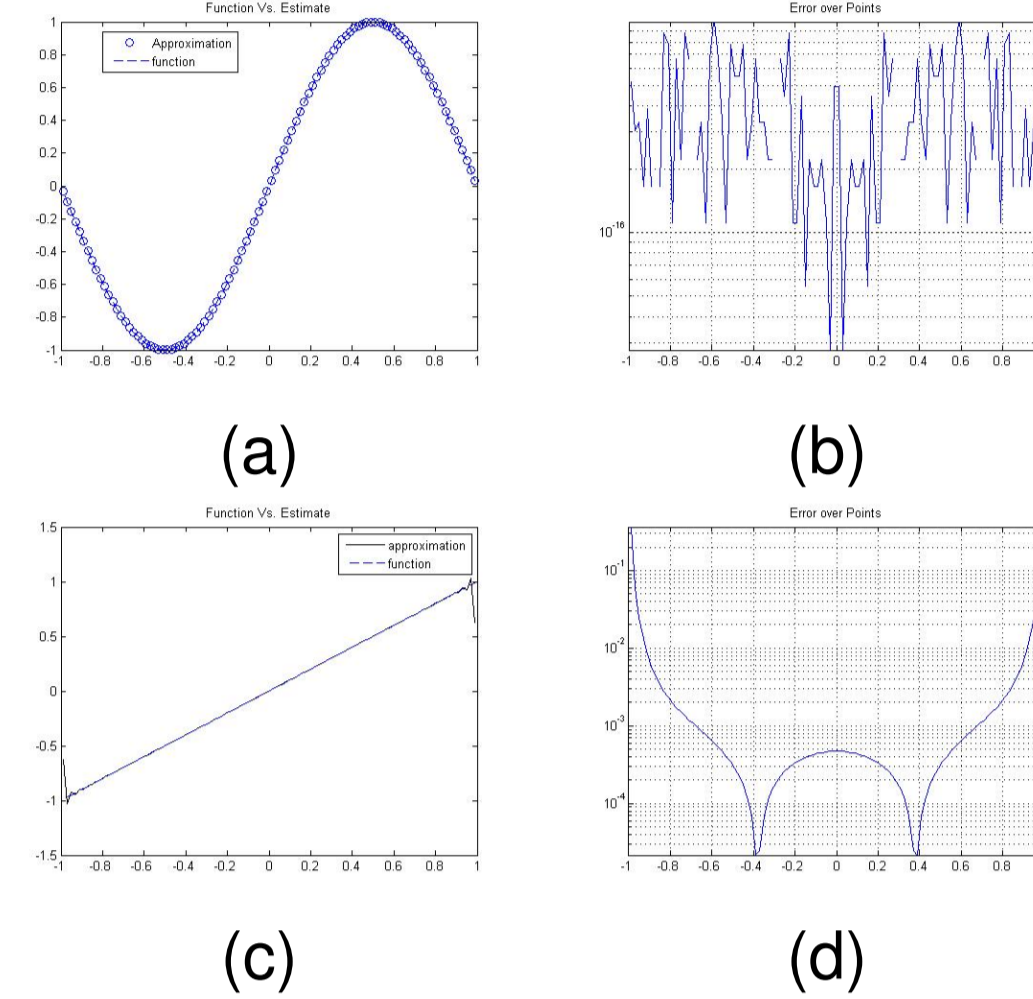 Function Vs. Estimate
1
0.8
0.6
0.4
0.2
0
-0.2
-0.4
-0.6
-0.8
-1
Approximation
function
-1 -0.8 -0.6 -0.4 -0.2 0 0.2 0.4 0.6 0.8 1
(a)
Error over Points
10-16
-1 -0.8 -0.6 -0.4 -0.2 0 0.2 0.4 0.6 0.8
(b)
Function Vs. Estimate
1.5
1
0.5
0
-0.5
-1
-1.5
approximation
function
-1 -0.8 -0.6 -0.4 -0.2 0 0.2 0.4 0.6 0.8 1
(c)
Error over Points
10-1
10-2
10-3
10-4
-1 -0.8 -0.6 -0.4 -0.2 0 0.2 0.4 0.6 0.8
(d)